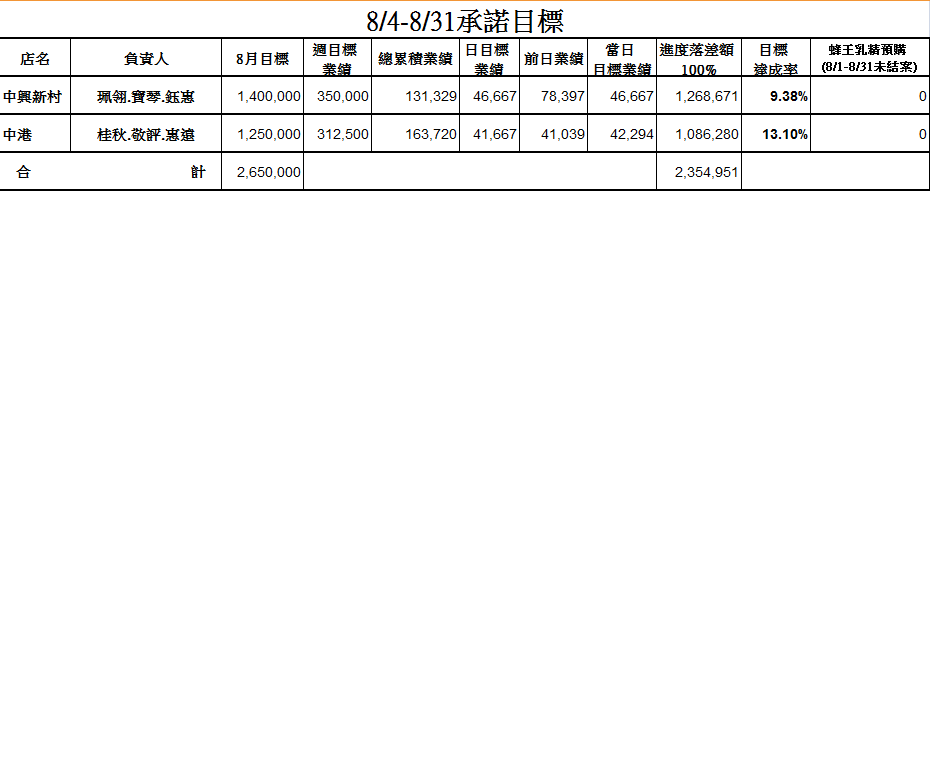 8/4-8/31承諾目標
店名 負責人 8月目標 週目標業績 總累積業績 日目標業績 前日業績 當日目標業績 進度落差額100% 目標達成率 蜂王乳精預購(8/1-8/31未結案)
中興新村 珮翎.寶琴.鈺惠 1,400,000 350,000 131,329 46,667 78,397 46,667 1,268,671 9.38% 0
中港 桂秋.敬評.惠遠 1,250,000 312,500 163,720 41,667 41,039 42,294 1,086,280 13.10% 0
合 計 2,650,000 2,354,951